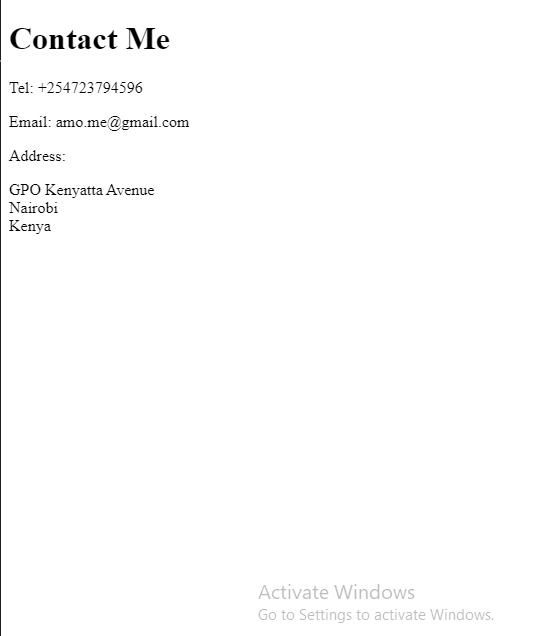 Contact Me
Tel: +254723794596
Email: amo.me@gmail.com
Address:
GPO Kenyatta Avenue
Nairobi
Kenya
Activate Windows
Go to Settings to activate Windows.